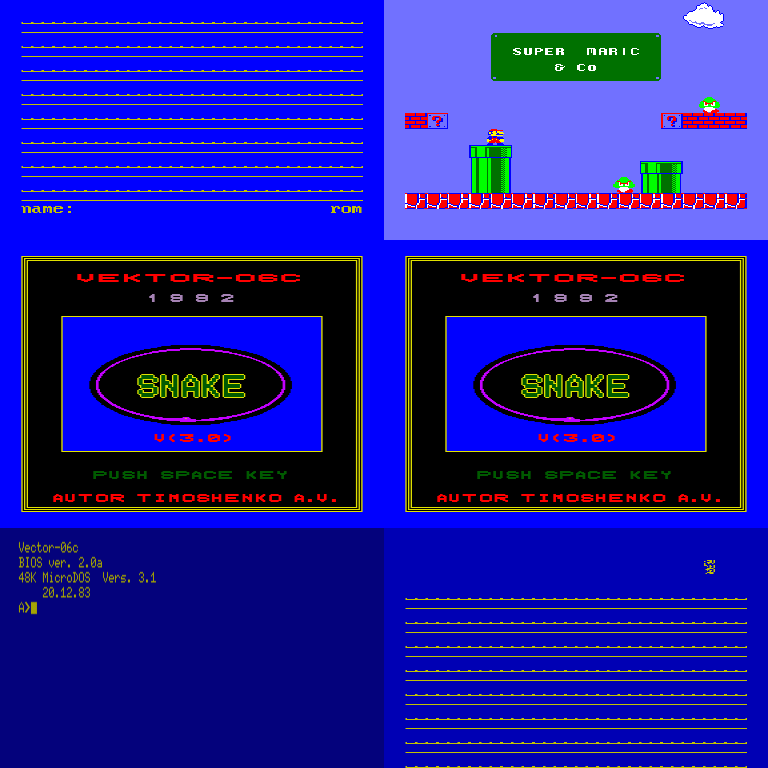 name: rom
SUPER MARIC
& Co
?
?
VEKTOR-06C
1992
SNAKE
V(3.0)
PUSH SPACE KEY
AUTOR TIMOSHENKO A.V.
VEKTOR-06C
1992
SNAKE
V(3.0)
PUSH SPACE KEY
AUTOR TIMOSHENKO A.V.
Vector-06c
BIOS ver. 2.0a
48K MicroDOS Vers. 3.1
20.12.83
A>